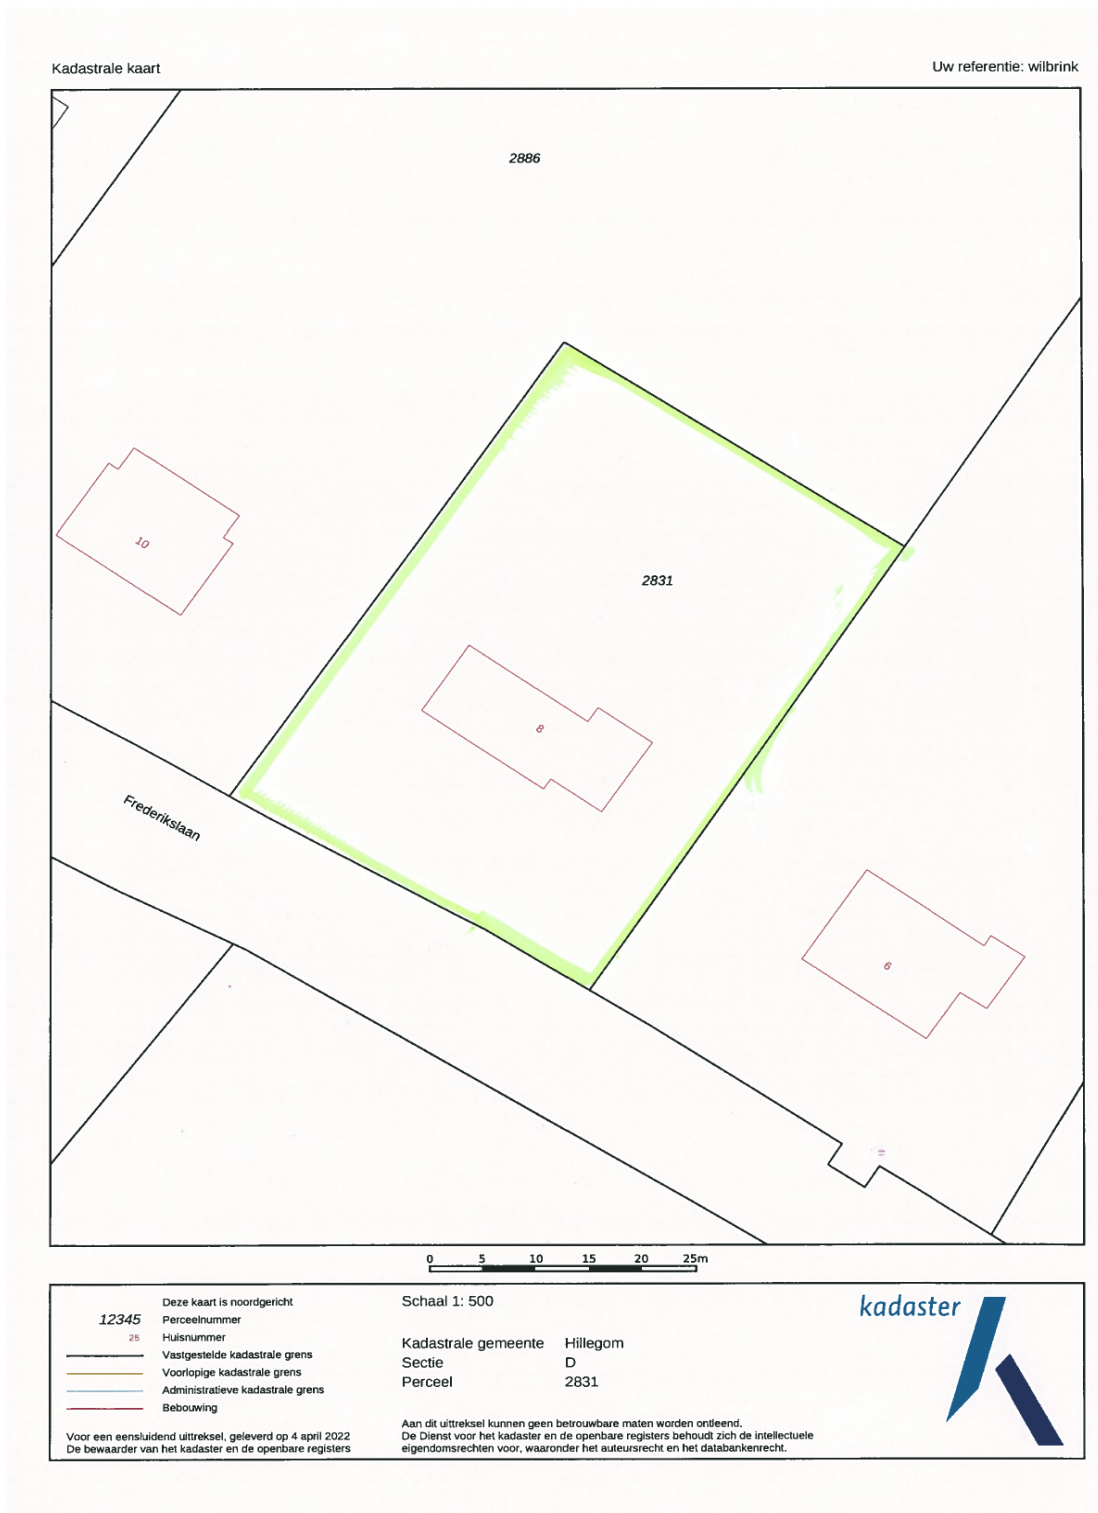 Kadastrale kaart
Uw referentie: wilbrink
2886
10
2831
8
Frederikslaan
6
0 5 10 15 20 25m
Deze kaart is noordgericht
12345 Perceelnummer
25 Huisnummer
Vastgestelde kadastrale grens
Voorlopige kadastrale grens
Administratieve kadastrale grens
Bebouwing
Voor een eensluidend uittreksel, geleverd op 4 april 2022
De bewaarder van het kadaster en de openbare registers
Schaal 1: 500
Kadastrale gemeente Hillegom
Sectie D
Perceel 2831
Aan dit uittreksel kunnen geen betrouwbare maten worden ontleend.
De Dienst voor het kadaster en de openbare registers behoudt zich de intellectuele
eigendomsrechten voor, waaronder het auteursrecht en het databankenrecht.
kadaster